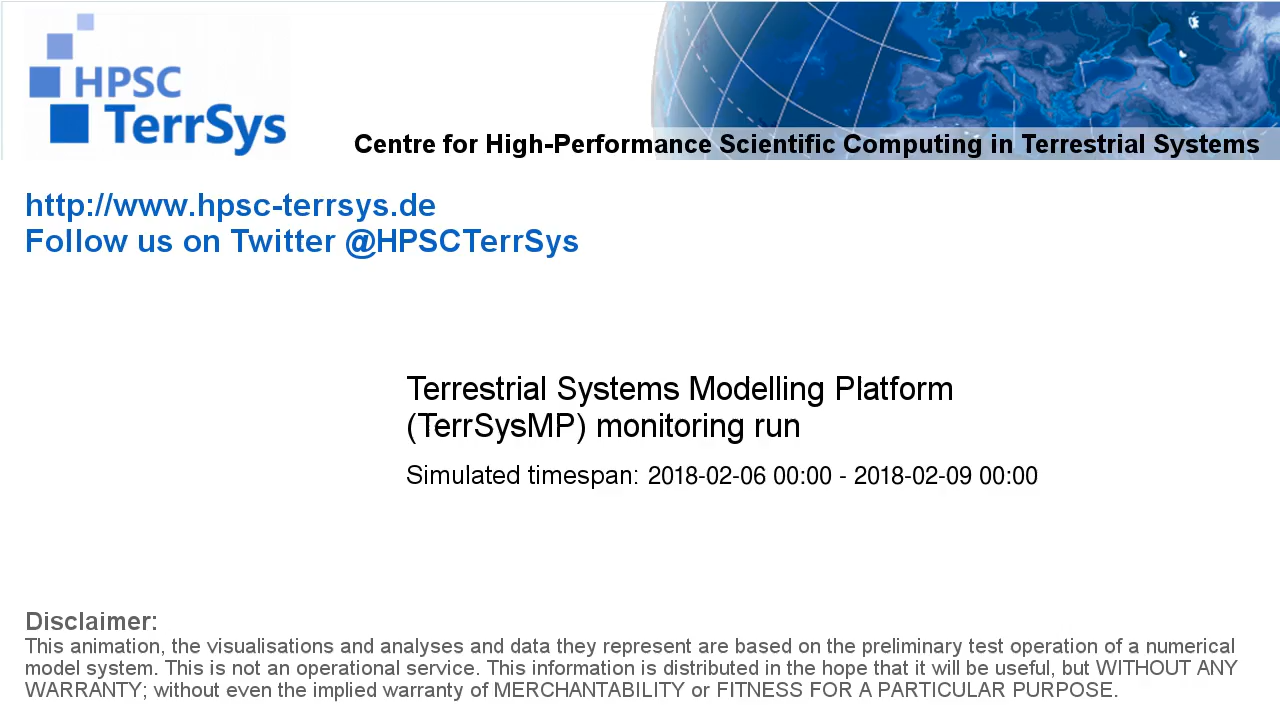 HPSC
TerrSys
Centre for High-Performance Scientific Computing in Terrestrial Systems
http://www.hpsc-terrsys.de
Follow us on Twitter @HPSCTerrSys
Terrestrial Systems Modelling Platform
(TerrSysMP) monitoring run
Simulated timespan: 2018-02-06 00:00 - 2018-02-09 00:00
Disclaimer:
This animation, the visualisations and analyses and data they represent are based on the preliminary test operation of a numerical
model system. This is not an operational service. This information is distributed in the hope that it will be useful, but WITHOUT ANY
WARRANTY; without even the implied warranty of MERCHANTABILITY or FITNESS FOR A PARTICULAR PURPOSE.